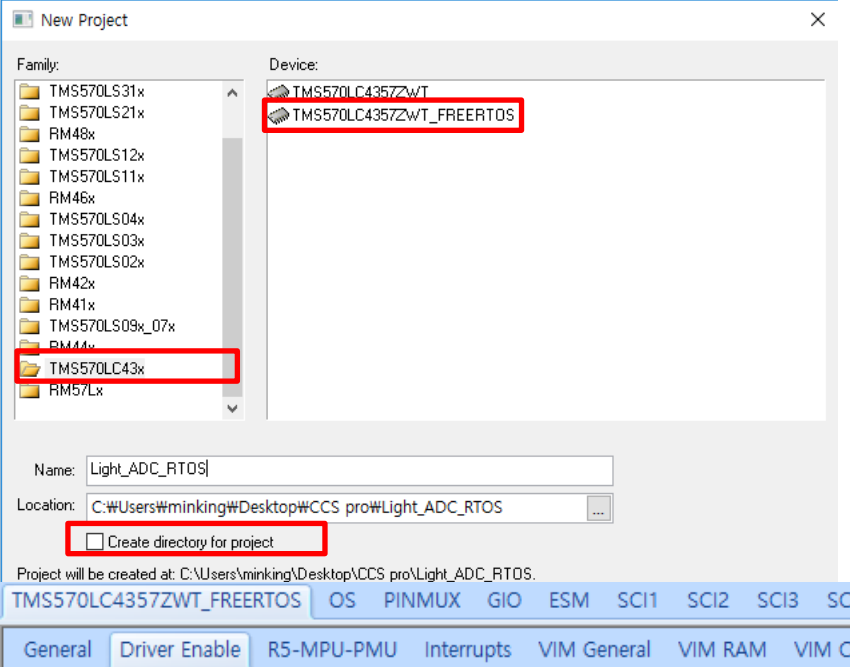 New Project
Family:
Device:
TMS570LS31x
TMS570LS21x
RM48x
TMS570LS12x
TMS570LS11x
RM46x
TMS570LS04x
TMS570LS03x
TMS570LS02x
RM42x
RM41x
TMS570LS09x_07x
RM44x
TMS570LC43x
RM57Lx
TMS570LC4357ZWT
TMS570LC4357ZWT_FREERTOS
Name: Light_ADC_RTOS
Location: C:₩Users₩minking₩Desktop₩CCS pro₩Light_ADC_RTOS ...
Create directory for project
Project will be created at: C:\Users\minking\Desktop\CCS pro\Light_ADC_RTOS.
TMS570LC4357ZWT_FREERTOS OS PINMUX GIO ESM SCI1 SCI2 SCI3 SC
General Driver Enable R5-MPU-PMU Interrupts VIM General VIM RAM VIM C